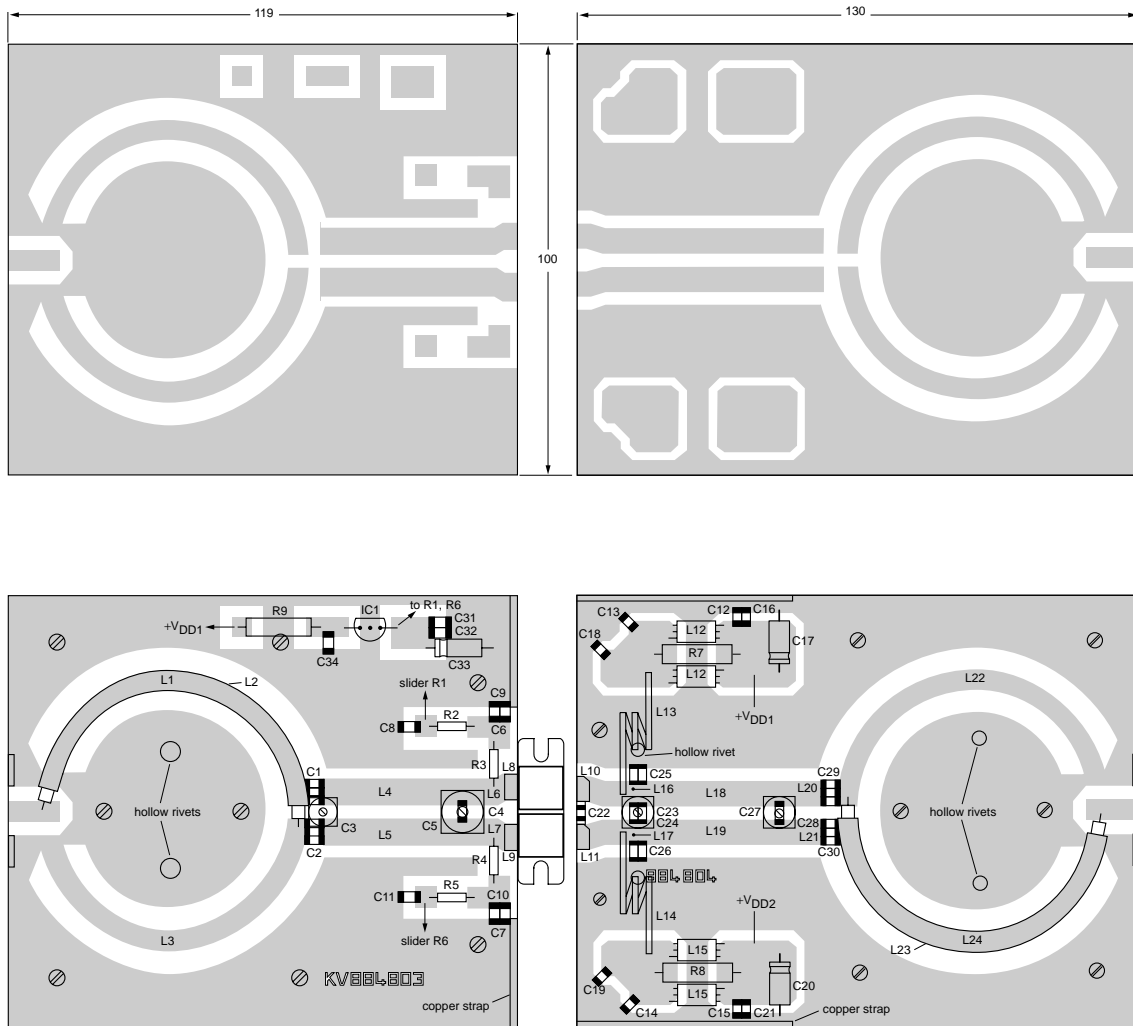 119
130
100
R9
IC1
to R1, R6
+VDD1
C31
C32
C34
C33
L1
L2
slider R1
C9
C8
R2
C6
R3
L8
C1
L4
L6
hollow rivets
C3
C5
C4
L5
L7
C2
R4
L9
C11
R5
C10
C7
slider R6
L3
KV884803
copper strap
C13
C12
C16
C18
L12
R7
C17
L12
L13
+VDD1
hollow rivet
L22
L10
C25
L16
L18
C29
L20
C22
C23
C24
C27
hollow rivets
L17
L19
C28
L21
L11
C26
C30
884804
L14
+VDD2
L23
L24
L15
R8
C19
C20
L15
C14
C15
C21
copper strap